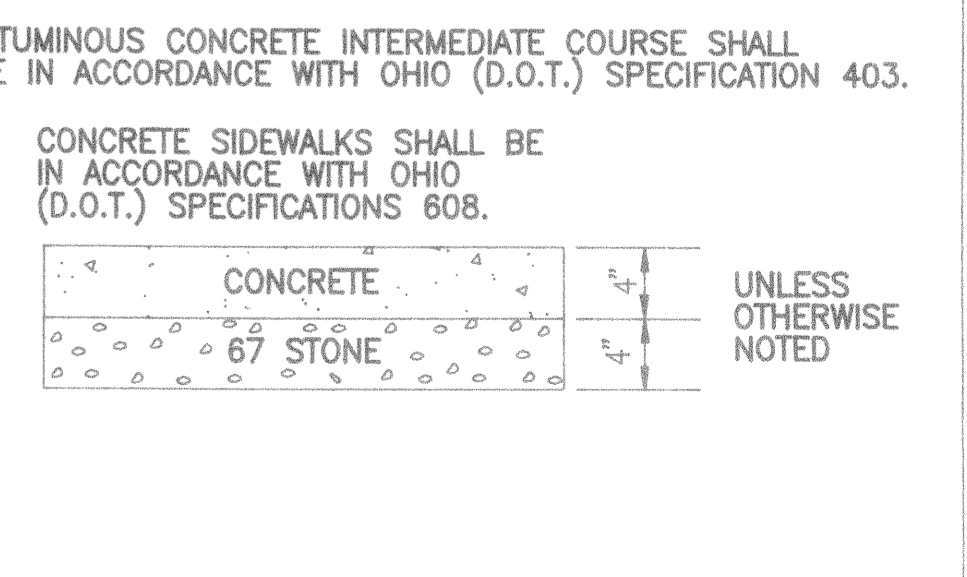 TUMINOUS CONCRETE INTERMEDIATE COURSE SHALL
E IN ACCORDANCE WITH OHIO (D.O.T.) SPECIFICATION 403.
CONCRETE SIDEWALKS SHALL BE
IN ACCORDANCE WITH OHIO
(D.O.T.) SPECIFICATIONS 608.
CONCRETE
4"
67 STONE
4"
UNLESS
OTHERWISE
NOTED